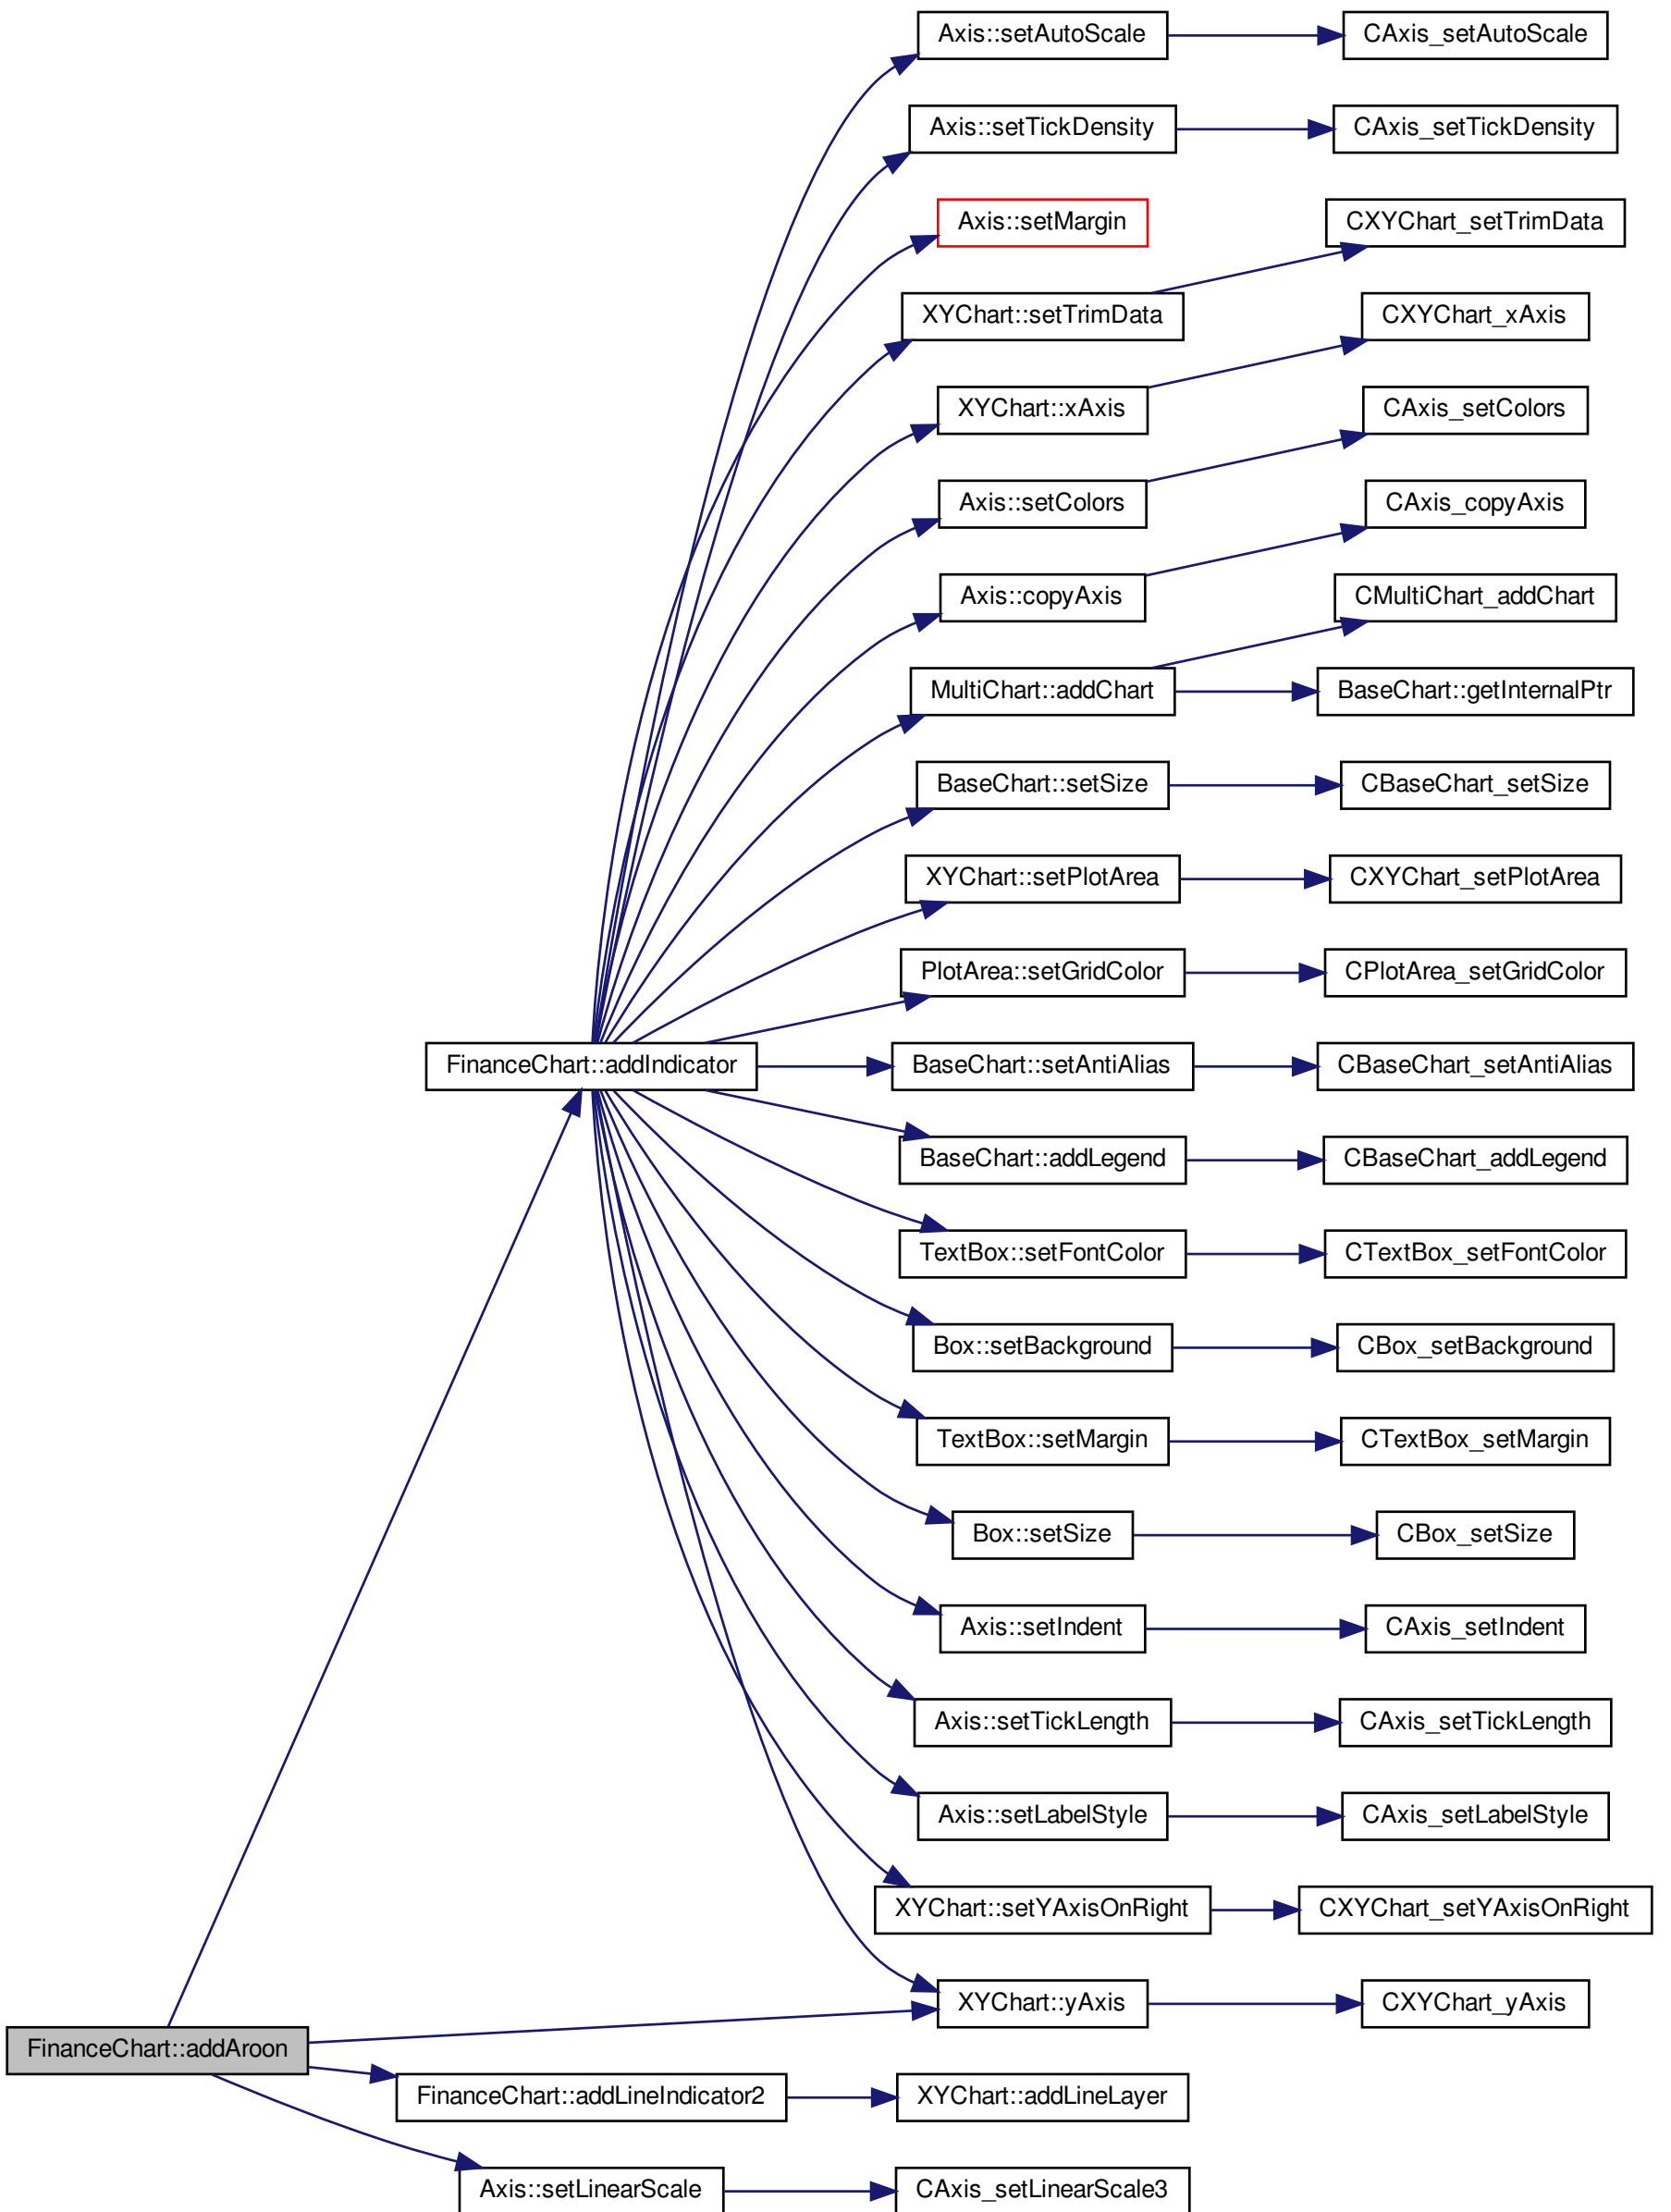 Axis::setAutoScale
CAxis_setAutoScale
Axis::setTickDensity
CAxis_setTickDensity
Axis::setMargin
CXYChart_setTrimData
XYChart::setTrimData
CXYChart_xAxis
XYChart::xAxis
CAxis_setColors
Axis::setColors
CAxis_copyAxis
Axis::copyAxis
CMultiChart_addChart
MultiChart::addChart
BaseChart::getInternalPtr
BaseChart::setSize
CBaseChart_setSize
XYChart::setPlotArea
CXYChart_setPlotArea
PlotArea::setGridColor
CPlotArea_setGridColor
FinanceChart::addIndicator
BaseChart::setAntiAlias
CBaseChart_setAntiAlias
BaseChart::addLegend
CBaseChart_addLegend
TextBox::setFontColor
CTextBox_setFontColor
Box::setBackground
CBox_setBackground
TextBox::setMargin
CTextBox_setMargin
Box::setSize
CBox_setSize
Axis::setIndent
CAxis_setIndent
Axis::setTickLength
CAxis_setTickLength
Axis::setLabelStyle
CAxis_setLabelStyle
XYChart::setYAxisOnRight
CXYChart_setYAxisOnRight
XYChart::yAxis
CXYChart_yAxis
FinanceChart::addAroon
FinanceChart::addLineIndicator2
XYChart::addLineLayer
Axis::setLinearScale
CAxis_setLinearScale3